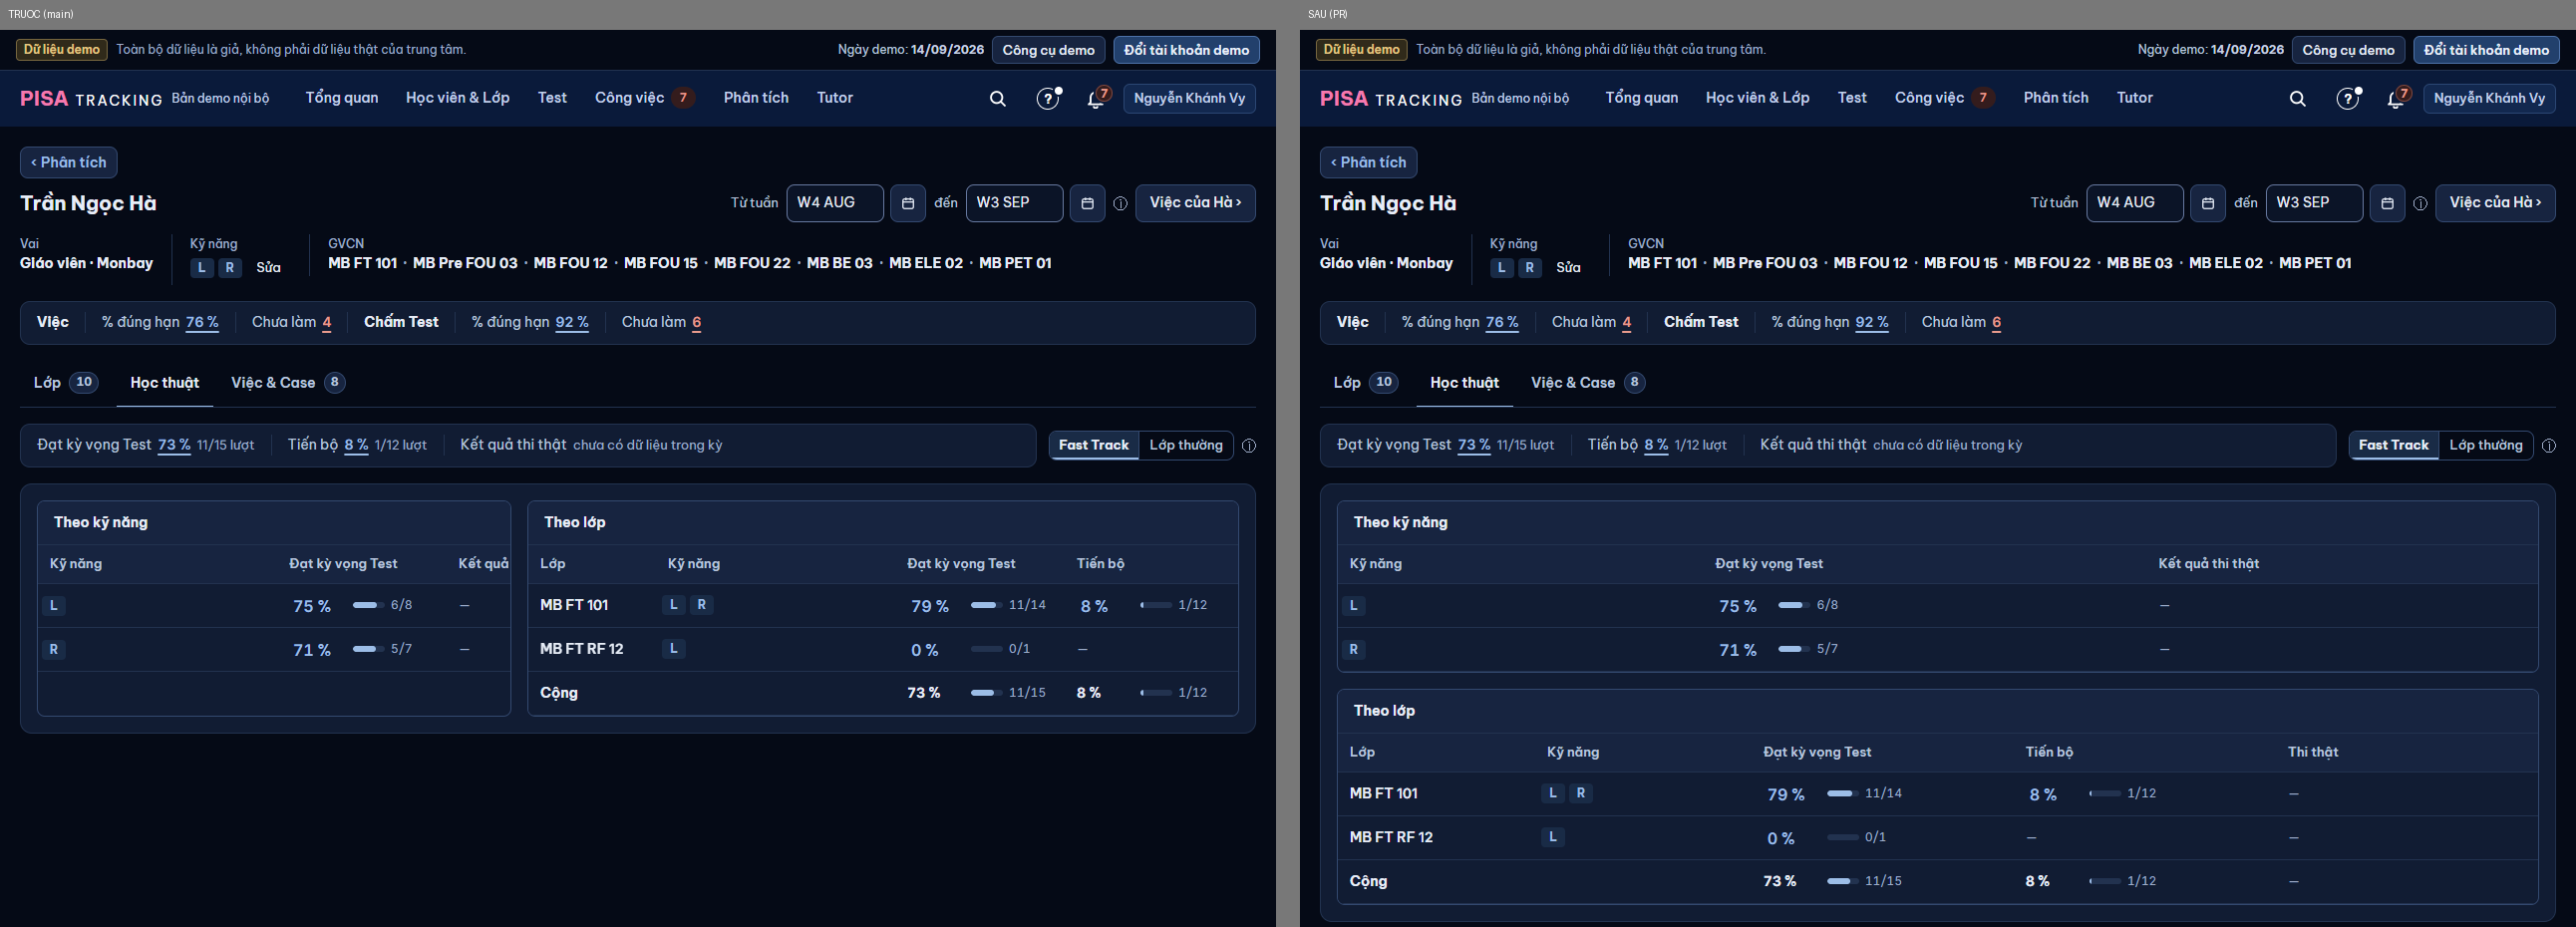 TRUOC (main)
Dữ liệu demo Toàn bộ dữ liệu là giả, không phải dữ liệu thật của trung tâm. Ngày demo: 14/09/2026 Công cụ demo Đổi tài khoản demo
PISA TRACKING Bản demo nội bộ Tổng quan Học viên & Lớp Test Công việc 7 Phân tích Tutor ? 7 Nguyễn Khánh Vy
‹ Phân tích
Trần Ngọc Hà Từ tuần W4 AUG đến W3 SEP Việc của Hà ›
Vai Kỹ năng GVCN
Giáo viên · Monbay L R Sửa MB FT 101 · MB Pre FOU 03 · MB FOU 12 · MB FOU 15 · MB FOU 22 · MB BE 03 · MB ELE 02 · MB PET 01
Việc % đúng hạn 76 % Chưa làm 4 Chấm Test % đúng hạn 92 % Chưa làm 6
Lớp 10 Học thuật Việc & Case 8
Đạt kỳ vọng Test 73 % 11/15 lượt Tiến bộ 8 % 1/12 lượt Kết quả thi thật chưa có dữ liệu trong kỳ Fast Track Lớp thường
Theo kỹ năng
Kỹ năng Đạt kỳ vọng Test Kết quả
L 75 % 6/8 —
R 71 % 5/7 —
Theo lớp
Lớp Kỹ năng Đạt kỳ vọng Test Tiến bộ
MB FT 101 L R 79 % 11/14 8 % 1/12
MB FT RF 12 L 0 % 0/1 —
Cộng 73 % 11/15 8 % 1/12
SAU (PR)
Dữ liệu demo Toàn bộ dữ liệu là giả, không phải dữ liệu thật của trung tâm. Ngày demo: 14/09/2026 Công cụ demo Đổi tài khoản demo
PISA TRACKING Bản demo nội bộ Tổng quan Học viên & Lớp Test Công việc 7 Phân tích Tutor ? 7 Nguyễn Khánh Vy
‹ Phân tích
Trần Ngọc Hà Từ tuần W4 AUG đến W3 SEP Việc của Hà ›
Vai Kỹ năng GVCN
Giáo viên · Monbay L R Sửa MB FT 101 · MB Pre FOU 03 · MB FOU 12 · MB FOU 15 · MB FOU 22 · MB BE 03 · MB ELE 02 · MB PET 01
Việc % đúng hạn 76 % Chưa làm 4 Chấm Test % đúng hạn 92 % Chưa làm 6
Lớp 10 Học thuật Việc & Case 8
Đạt kỳ vọng Test 73 % 11/15 lượt Tiến bộ 8 % 1/12 lượt Kết quả thi thật chưa có dữ liệu trong kỳ Fast Track Lớp thường
Theo kỹ năng
Kỹ năng Đạt kỳ vọng Test Kết quả thi thật
L 75 % 6/8 —
R 71 % 5/7 —
Theo lớp
Lớp Kỹ năng Đạt kỳ vọng Test Tiến bộ Thi thật
MB FT 101 L R 79 % 11/14 8 % 1/12 —
MB FT RF 12 L 0 % 0/1 — —
Cộng 73 % 11/15 8 % 1/12 —